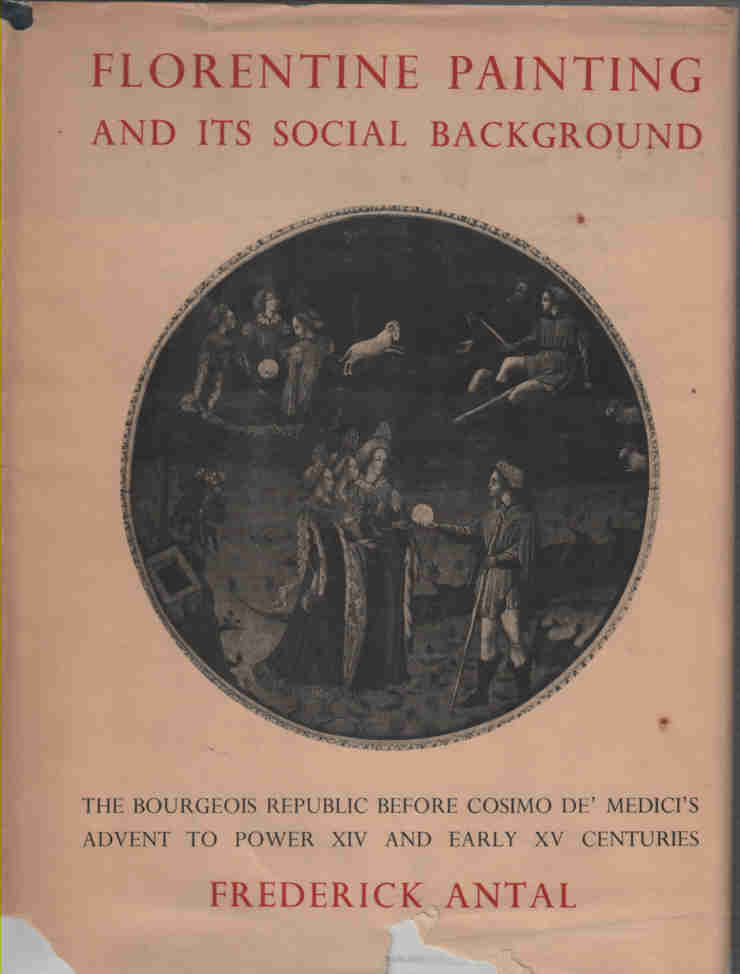 FLORENTINE PAINTING
AND ITS SOCIAL BACKGROUND
THE BOURGEOIS REPUBLIC BEFORE COSIMO DE' MEDICI'S
ADVENT TO POWER XIV AND EARLY XV CENTURIES
FREDERICK ANTAL